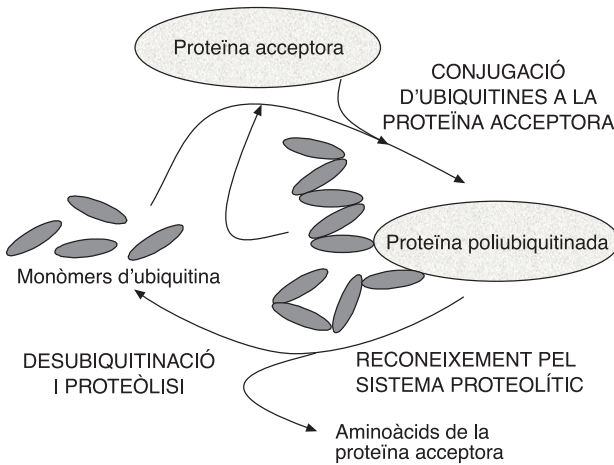 Proteïna acceptora
CONJUGACIÓ
D'UBIQUITINES A LA
PROTEÏNA ACCEPTORA
Proteïna poliubiquitinada
Monòmers d'ubiquitina
DESUBIQUITINACIÓ
I PROTEÒLISI
RECONEIXEMENT PEL
SISTEMA PROTEOLÍTIC
Aminoàcids de la
proteïna acceptora